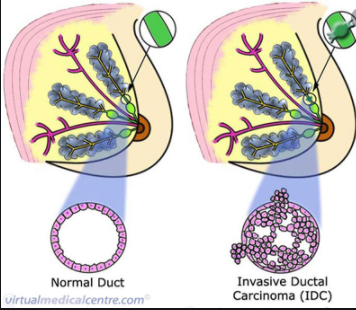 Normal Duct
Invasive Ductal
Carcinoma (IDC)
virtualmedicalcentre.com©